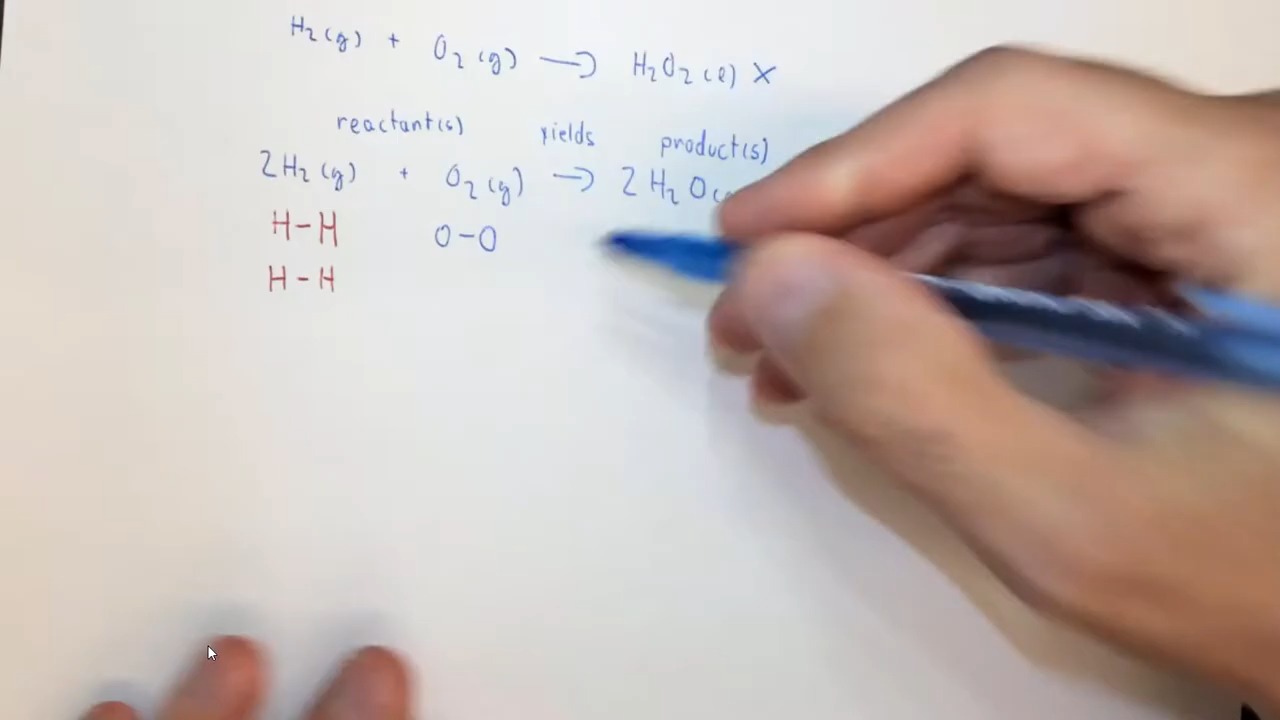 H₂(g) + O₂(g) → H₂O₂(l) X
reactant(s) yields product(s)
2H₂(g) + O₂(g) → 2H₂O(
H-H O-O
H-H